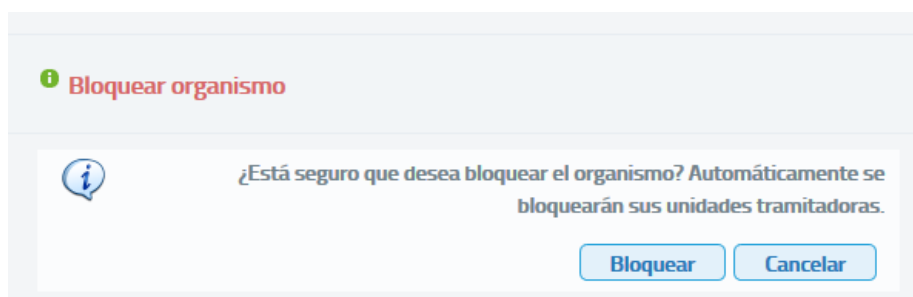 Bloquear organismo
¿Está seguro que desea bloquear el organismo? Automáticamente se
bloquearán sus unidades tramitadoras.
Bloquear Cancelar